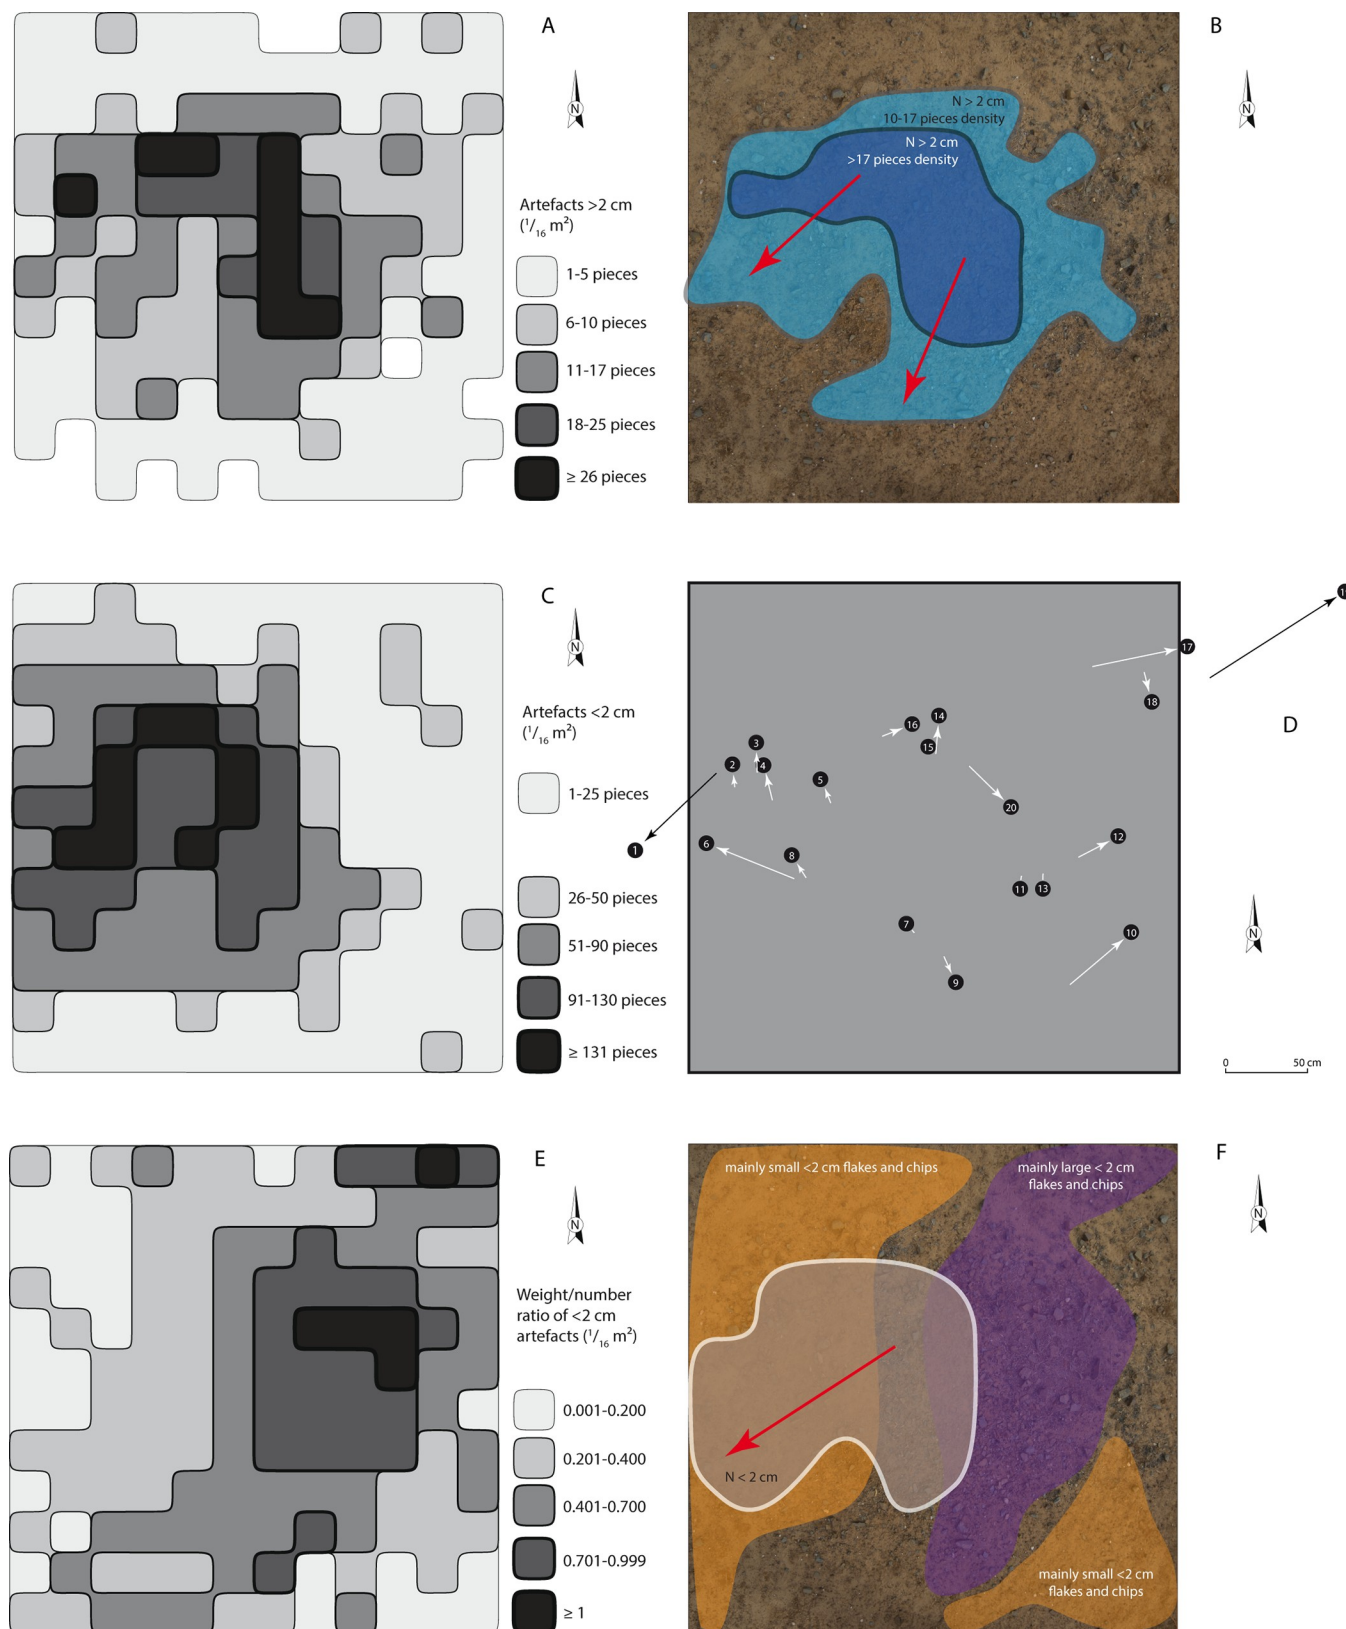 A
N
Artefacts >2 cm
(1/16 m²)
1-5 pieces
6-10 pieces
11-17 pieces
18-25 pieces
≥ 26 pieces
B
N
N > 2 cm
10-17 pieces density
N > 2 cm
>17 pieces density
C
N
Artefacts <2 cm
(1/16 m²)
1-25 pieces
26-50 pieces
51-90 pieces
91-130 pieces
≥ 131 pieces
D
N
17
18
14
16
15
3
2
4
5
20
1
6
8
12
11
13
7
10
9
0 50 cm
E
N
Weight/number
ratio of <2 cm
artefacts (1/16 m²)
0.001-0.200
0.201-0.400
0.401-0.700
0.701-0.999
≥ 1
F
N
mainly small <2 cm flakes and chips
mainly large < 2 cm
flakes and chips
N < 2 cm
mainly small <2 cm
flakes and chips